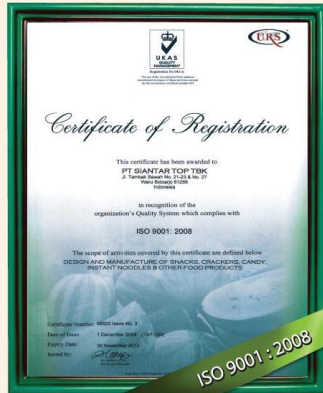 UKAS
QUALITY
MANAGEMENT
URS
Certificate of Registration
This certificate has been awarded to
PT SIANTAR TOP TBK
Jl. Tambak Sawah No. 21-23 & No. 27
Waru Sidoarjo 61256
Indonesia
in recognition of the
organization's Quality System which complies with
ISO 9001: 2008
The scope of activities covered by this certificate are defined below
DESIGN AND MANUFACTURE OF SNACKS, CRACKERS, CANDY,
INSTANT NOODLES & OTHER FOOD PRODUCTS
Certificate Number:
Date of Issue:
Expiry Date:
Issued by:
ISO 9001 : 2008